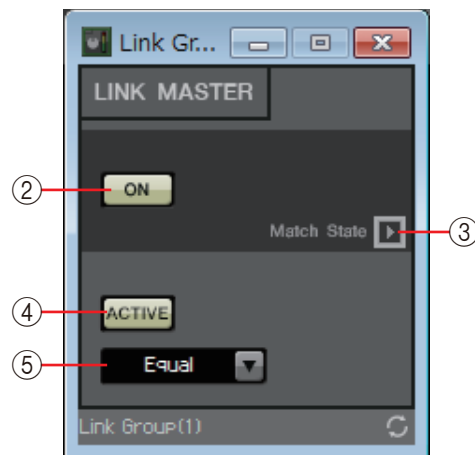 Link Gr...
LINK MASTER
② ON
Match State ③
④ ACTIVE
⑤ Equal
Link Group(1)